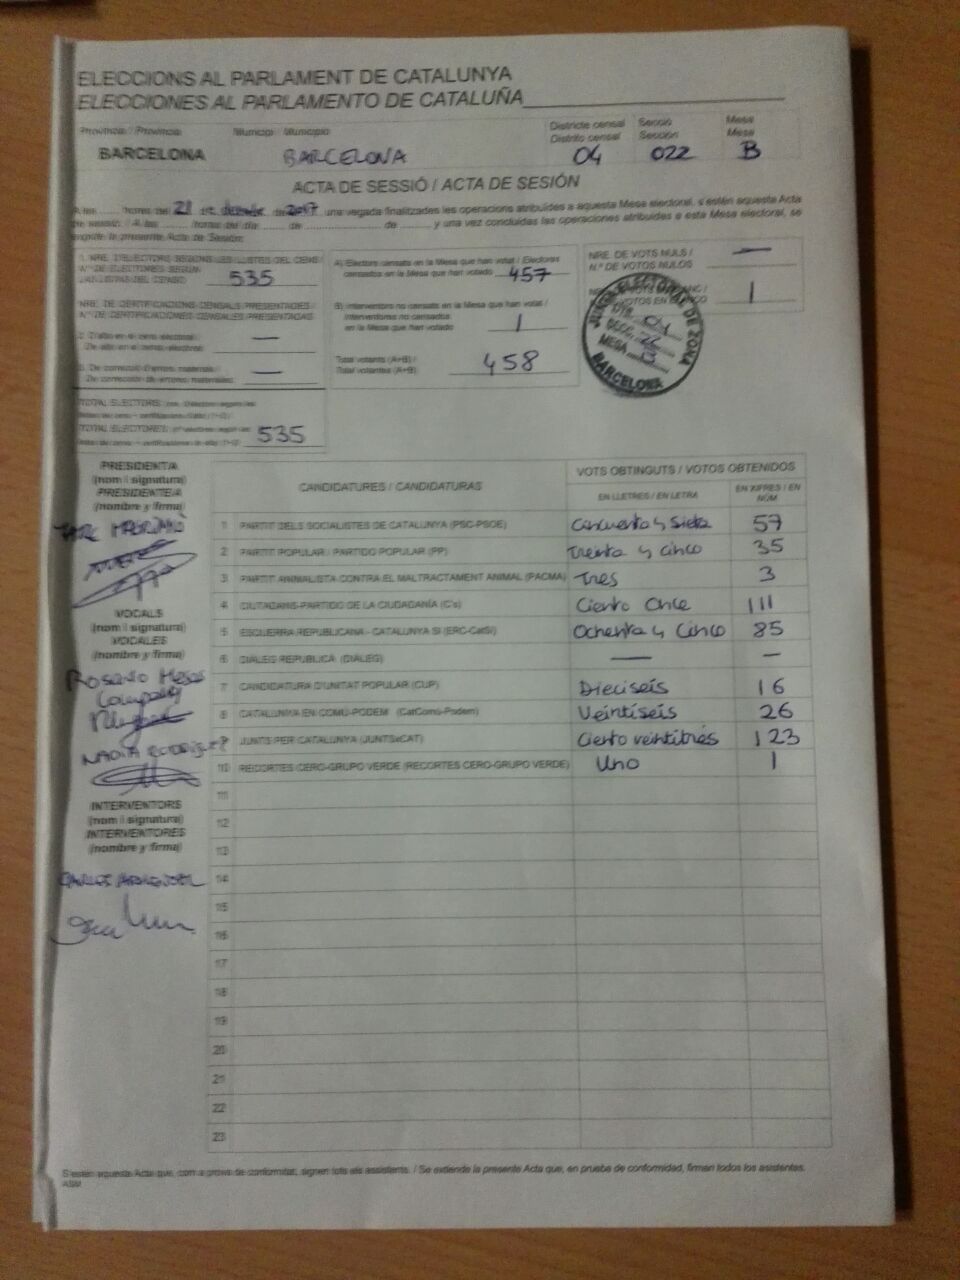 ELECCIONS AL PARLAMENT DE CATALUNYA
ELECCIONES AL PARLAMENTO DE CATALUÑA
Província / Provincia Municipi Municipio Districte censal Secció Mesa
Distrito censal Sección Mesa
BARCELONA BARCELONA 04 022 B
ACTA DE SESSIÓ / ACTA DE SESIÓN
A les ...... hores del 21 de de 2017 una vegada finalitzades les operacions atribuïdes a aquesta Mesa electoral, s'estén aquesta Acta
de sessió. / A las ...... horas del día ...... de ...... de ...... y una vez concluidas las operaciones atribuidas a esta Mesa electoral, se
expide la presente Acta de Sesión:
1. NRE. D'ELECTORS SEGONS LES LLISTES DEL CENS /
N.º DE ELECTORES SEGÚN
LAS LISTAS DEL CENSO 535
A) Electors censats en la Mesa que han votat / Electores
censados en la Mesa que han votado 457
NRE. DE VOTS NULS /
N.º DE VOTOS NULOS —
NRE. DE CERTIFICACIONS CENSALS PRESENTADES /
N.º DE CERTIFICACIONES CENSALES PRESENTADAS
B) Interventors no censats en la Mesa que han votat /
Interventores no censados
en la Mesa que han votado 1
VOTOS EN 1
2. D'alta en el cens electoral /
De alta en el censo electoral —
3. De correcció d'errors materials /
De corrección de errores materiales —
Total votants (A+B) /
Total votantes (A+B) 458
JUNTA ELECTORAL DE ZONA
DTE. 04
SECC. 22
MESA
BARCELONA
TOTAL ELECTORS
TOTAL ELECTORES 535
PRESIDENT/A
(nom i signatura)
PRESIDENTE/A
(nombre y firma)
CANDIDATURES / CANDIDATURAS VOTS OBTINGUTS / VOTOS OBTENIDOS
EN LLETRES / EN LETRA EN XIFRES / EN NÚM
1 PARTIT DELS SOCIALISTES DE CATALUNYA (PSC-PSOE) Cincuenta y Siete 57
2 PARTIT POPULAR / PARTIDO POPULAR (PP) Treinta y Cinco 35
3 PARTIT ANIMALISTA CONTRA EL MALTRACTAMENT ANIMAL (PACMA) Tres 3
4 CIUTADANS-PARTIDO DE LA CIUDADANÍA (C's) Ciento Once 111
5 ESQUERRA REPUBLICANA - CATALUNYA SÍ (ERC-CatSí) Ochenta y Cinco 85
6 DIÀLEG REPÚBLICA (DIÀLEG) — —
7 CANDIDATURA D'UNITAT POPULAR (CUP) Dieciseís 16
8 CATALUNYA EN COMÚ-PODEM (CatComú-Podem) Veintíseis 26
9 JUNTS PER CATALUNYA (JUNTSxCAT) Ciento veintitrés 123
10 RECORTES CERO-GRUPO VERDE (RECORTES CERO-GRUPO VERDE) Uno 1
11
12
13
14
15
16
17
18
19
20
21
22
23
VOCALS
(nom i signatura)
VOCALES
(nombre y firma)
Rosario
NADIA RODRIGUEZ
INTERVENTORS
(nom i signatura)
INTERVENTORES
(nombre y firma)
CARLOS
S'estén aquesta Acta que, com a prova de conformitat, signen tots els assistents. / Se extiende la presente Acta que, en prueba de conformidad, firman todos los asistentes.